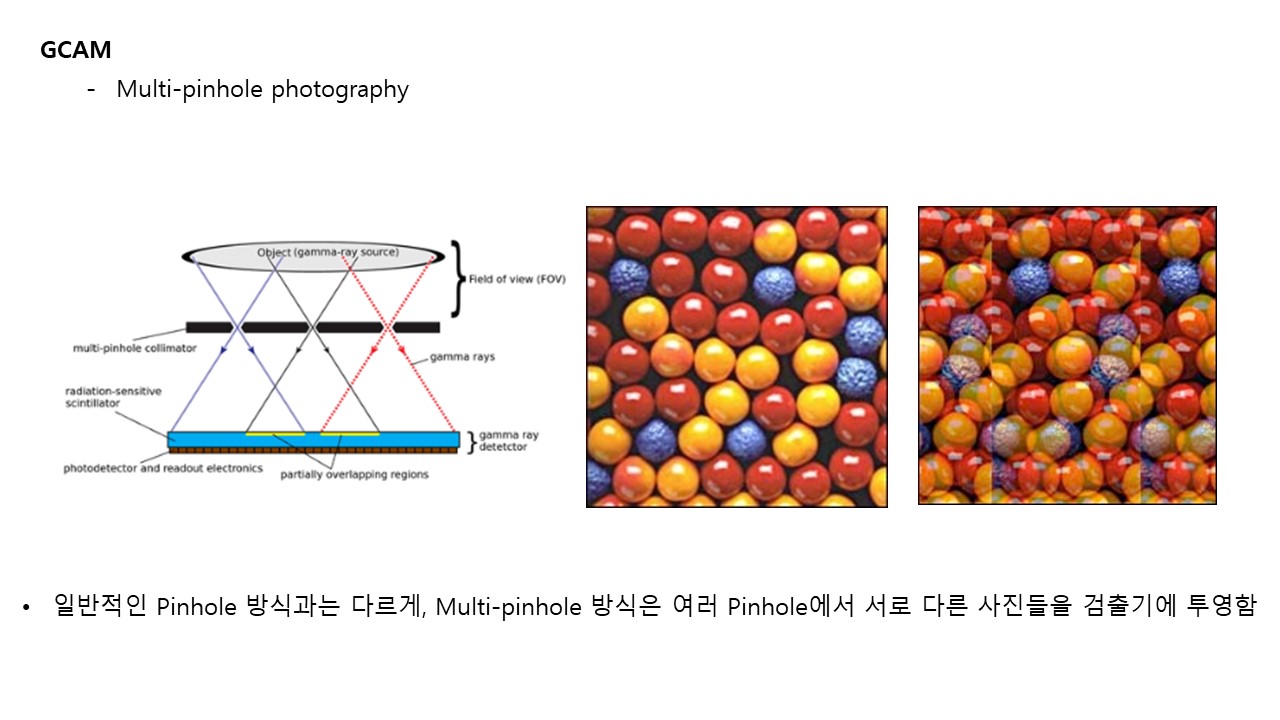 GCAM
- Multi-pinhole photography
Object (gamma-ray source)
Field of view (FOV)
multi-pinhole collimator
gamma rays
radiation-sensitive
scintillator
gamma ray
detetctor
photodetector and readout electronics
partially overlapping regions
• 일반적인 Pinhole 방식과는 다르게, Multi-pinhole 방식은 여러 Pinhole에서 서로 다른 사진들을 검출기에 투영함